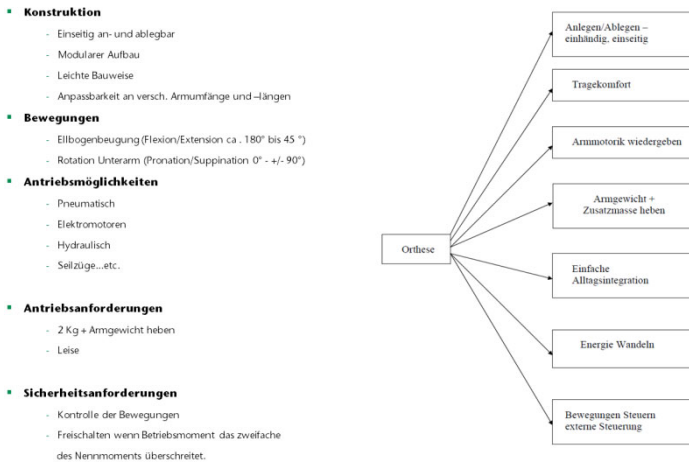 Konstruktion
- Einseitig an- und ablegbar
- Modularer Aufbau
- Leichte Bauweise
- Anpassbarkeit an versch. Armumfänge und –längen
Bewegungen
- Ellbogenbeugung (Flexion/Extension ca . 180° bis 45 °)
- Rotation Unterarm (Pronation/Suppination 0° - +/- 90°)
Antriebsmöglichkeiten
- Pneumatisch
- Elektromotoren
- Hydraulisch
- Seilzüge...etc.
Antriebsanforderungen
- 2 Kg + Armgewicht heben
- Leise
Sicherheitsanforderungen
- Kontrolle der Bewegungen
- Freischalten wenn Betriebsmoment das zweifache
des Nennmoments überschreitet.
Orthese
Anlegen/Ablegen –
einhändig, einseitig
Tragekomfort
Armmotorik wiedergeben
Armgewicht +
Zusatzmasse heben
Einfache
Alltagsintegration
Energie Wandeln
Bewegungen Steuern
externe Steuerung